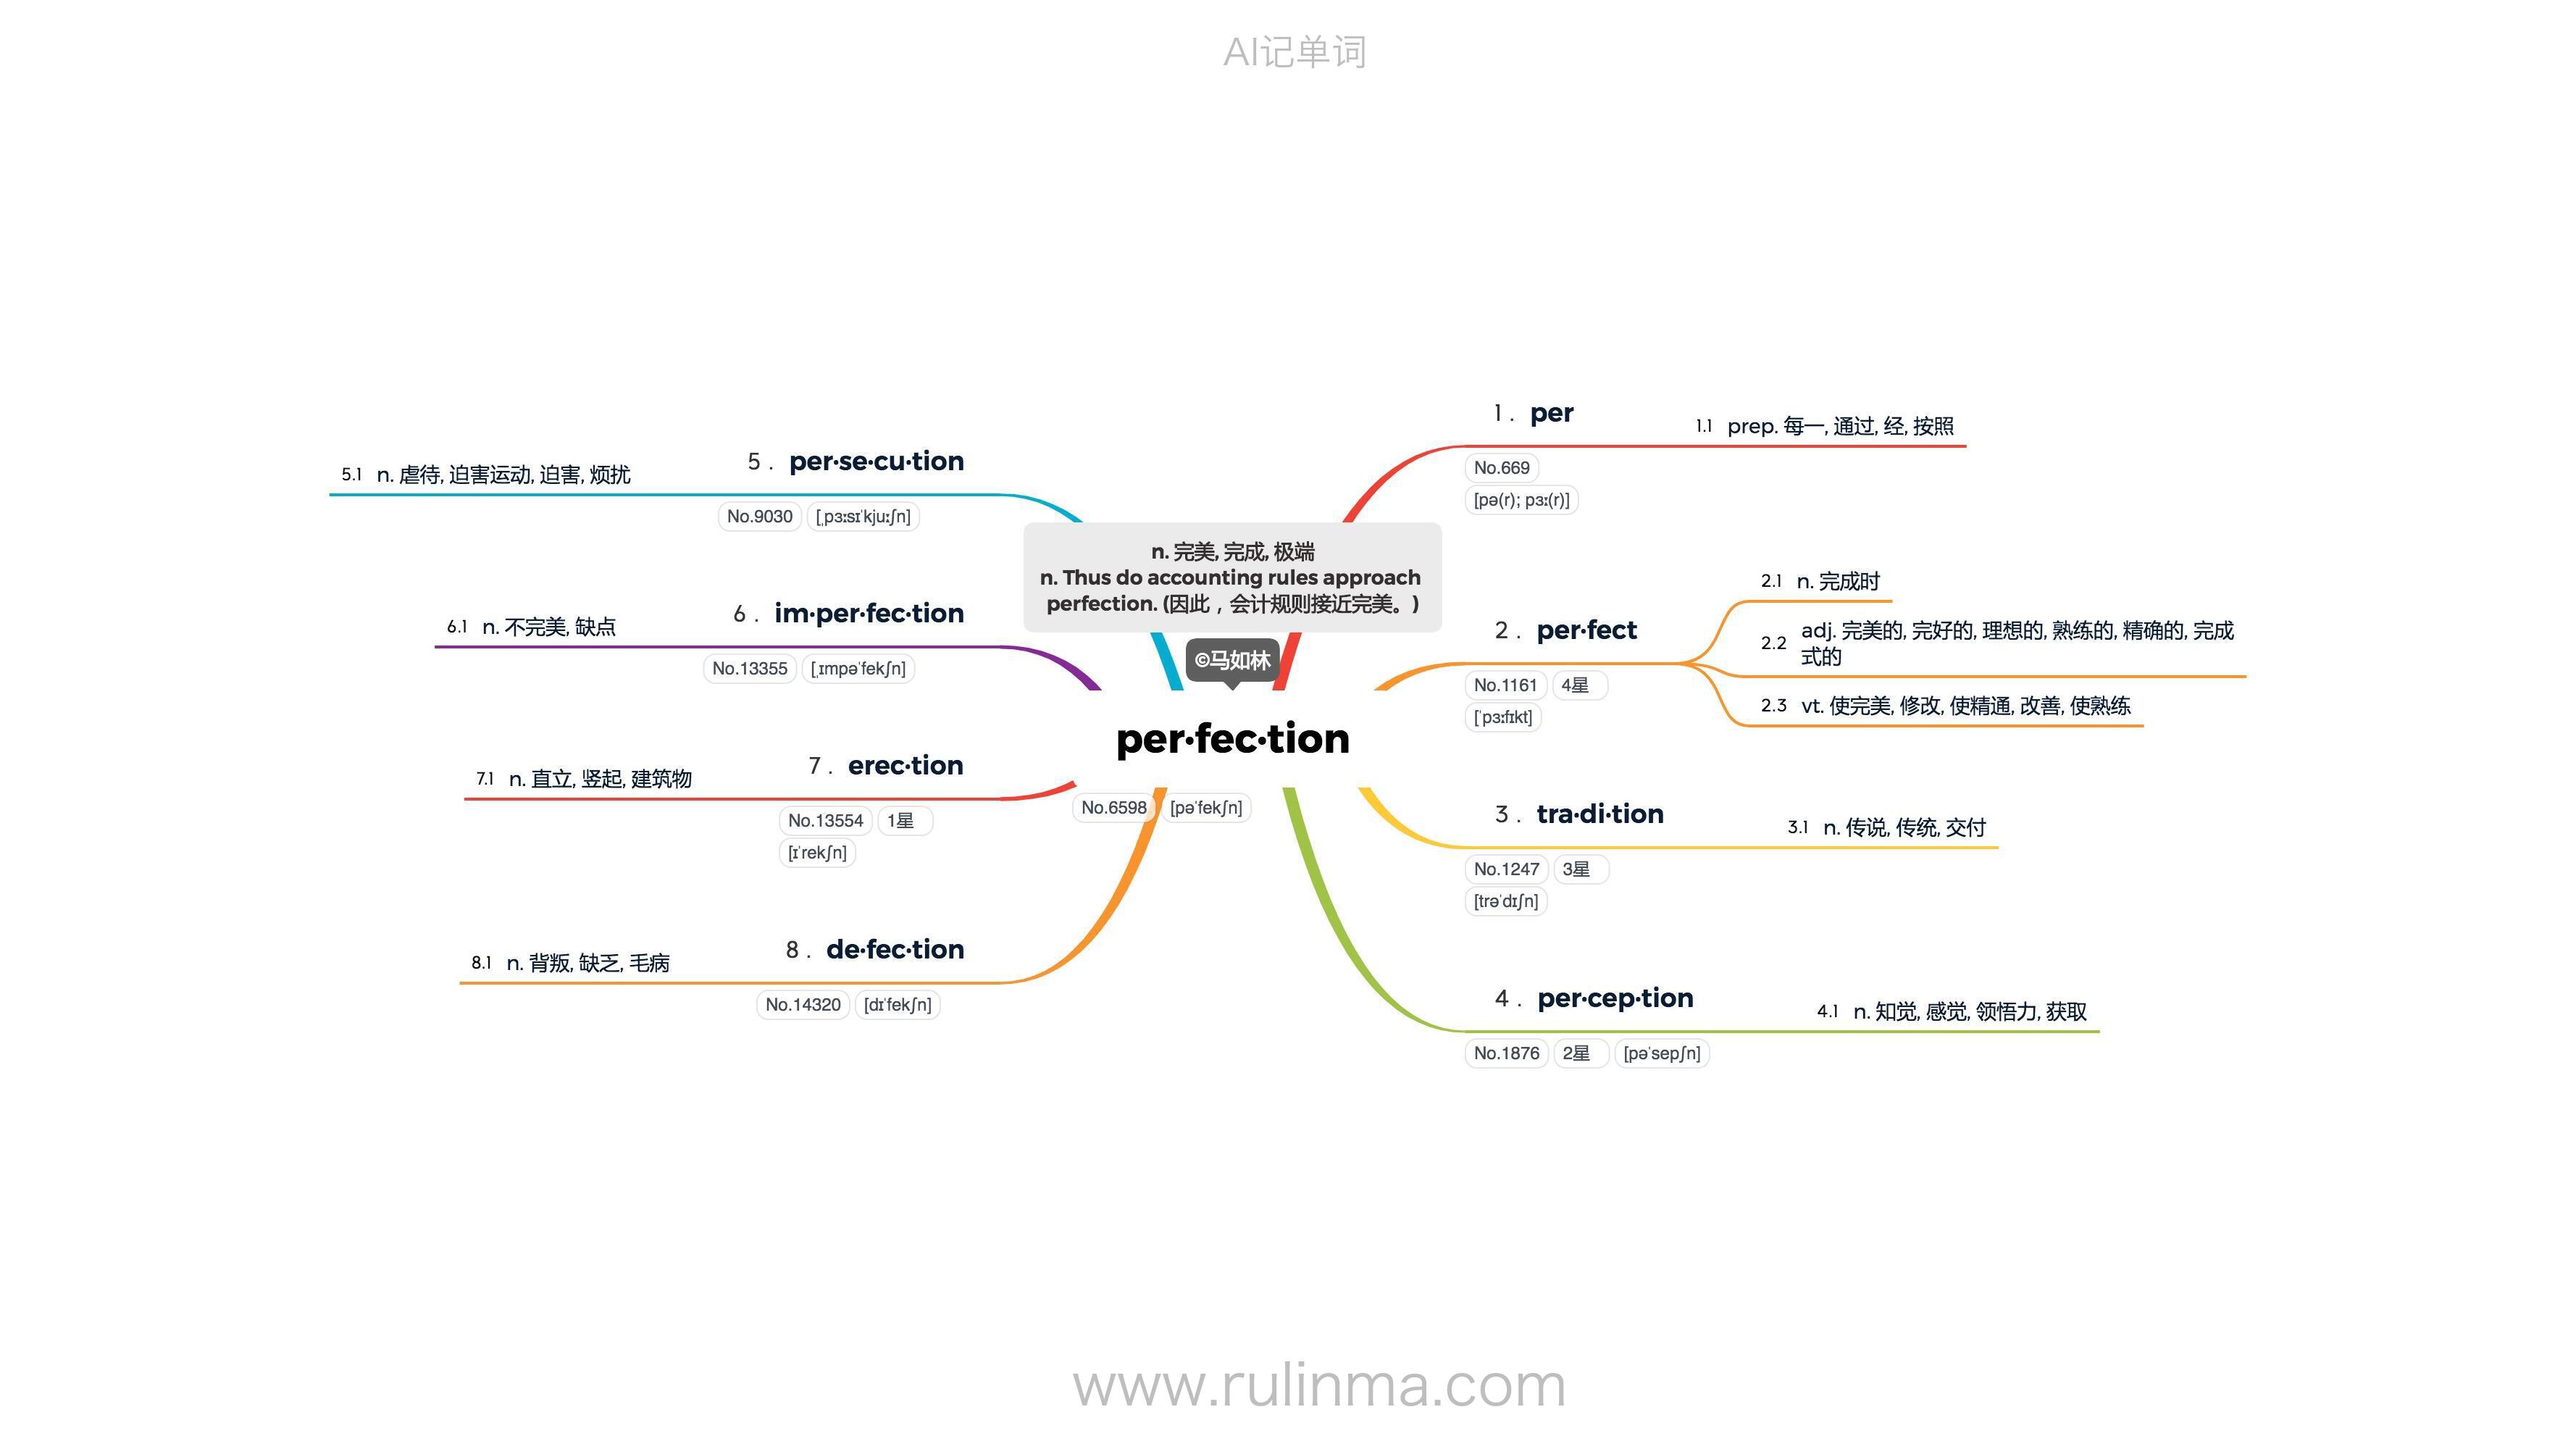 AI记单词
n. 完美, 完成, 极端
n. Thus do accounting rules approach
perfection. (因此，会计规则接近完美。)
©马如林
per·fec·tion
No.6598 [pəˈfekʃn]
1 . per
No.669
[pə(r); pɜː(r)]
1.1 prep. 每一, 通过, 经, 按照
2 . per·fect
No.1161 4星
[ˈpɜːfɪkt]
2.1 n. 完成时
2.2 adj. 完美的, 完好的, 理想的, 熟练的, 精确的, 完成
式的
2.3 vt. 使完美, 修改, 使精通, 改善, 使熟练
3 . tra·di·tion
No.1247 3星
[trəˈdɪʃn]
3.1 n. 传说, 传统, 交付
4 . per·cep·tion
No.1876 2星 [pəˈsepʃn]
4.1 n. 知觉, 感觉, 领悟力, 获取
5 . per·se·cu·tion
No.9030 [ˌpɜːsɪˈkjuːʃn]
5.1 n. 虐待, 迫害运动, 迫害, 烦扰
6 . im·per·fec·tion
No.13355 [ˌɪmpəˈfekʃn]
6.1 n. 不完美, 缺点
7 . erec·tion
No.13554 1星
[ɪˈrekʃn]
7.1 n. 直立, 竖起, 建筑物
8 . de·fec·tion
No.14320 [dɪˈfekʃn]
8.1 n. 背叛, 缺乏, 毛病
www.rulinma.com